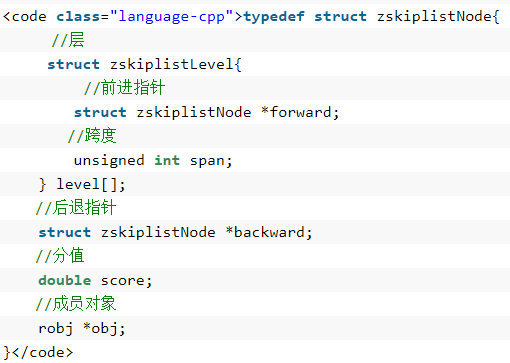 <code class="language-cpp">typedef struct zskiplistNode{
//层
struct zskiplistLevel{
//前进指针
struct zskiplistNode *forward;
//跨度
unsigned int span;
} level[];
//后退指针
struct zskiplistNode *backward;
//分值
double score;
//成员对象
robj *obj;
}</code>